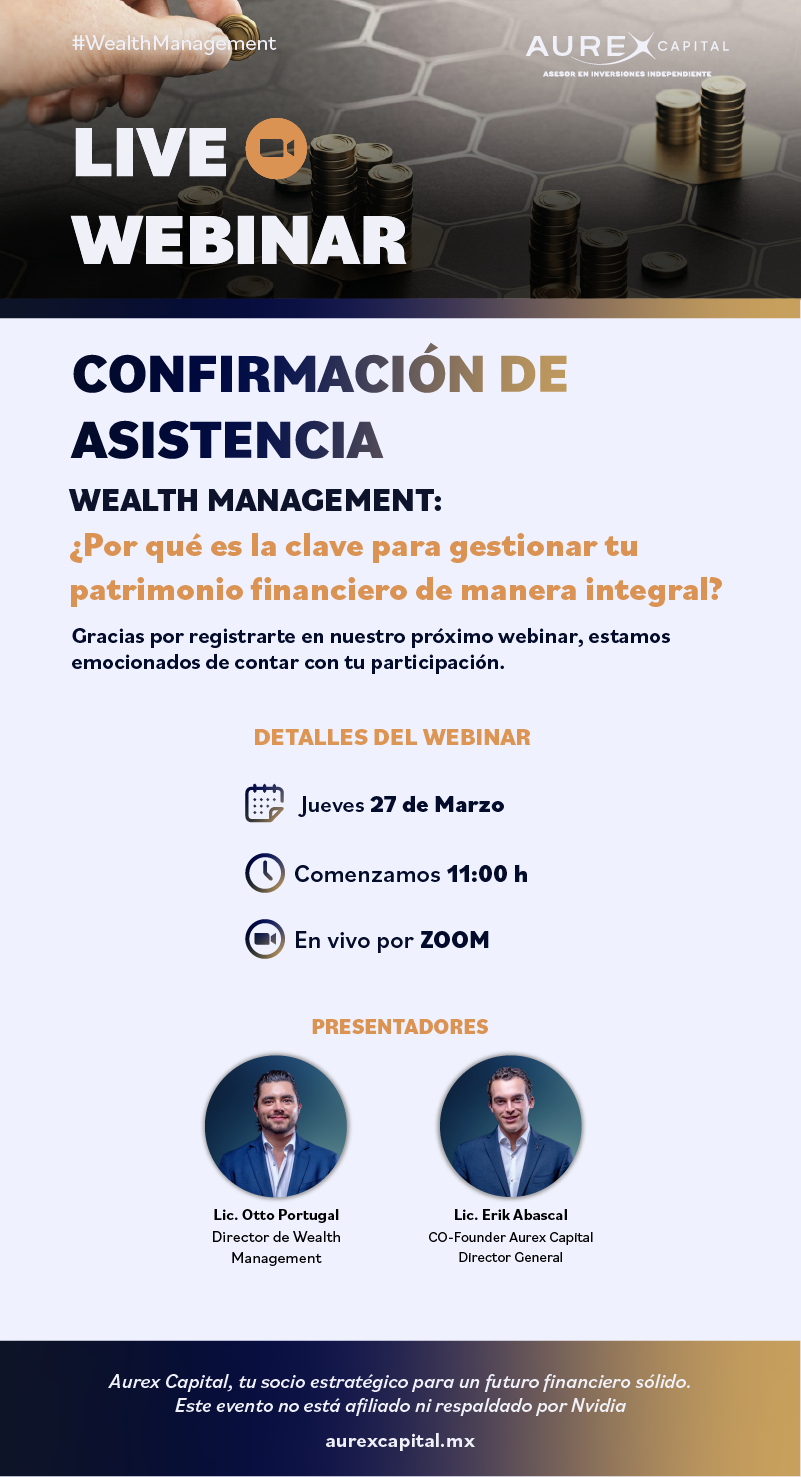 #WealthManagement
AUREX CAPITAL
ASESOR EN INVERSIONES INDEPENDIENTE
LIVE
WEBINAR
CONFIRMACIÓN DE
ASISTENCIA
WEALTH MANAGEMENT:
¿Por qué es la clave para gestionar tu
patrimonio financiero de manera integral?
Gracias por registrarte en nuestro próximo webinar, estamos
emocionados de contar con tu participación.
DETALLES DEL WEBINAR
Jueves 27 de Marzo
Comenzamos 11:00 h
En vivo por ZOOM
PRESENTADORES
Lic. Otto Portugal
Director de Wealth
Management
Lic. Erik Abascal
CO-Founder Aurex Capital
Director General
Aurex Capital, tu socio estratégico para un futuro financiero sólido.
Este evento no está afiliado ni respaldado por Nvidia
aurexcapital.mx